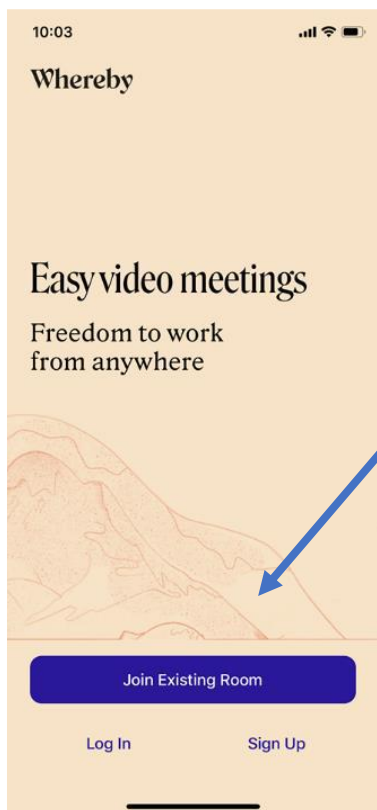 10:03
Whereby
Easy video meetings
Freedom to work
from anywhere
Join Existing Room
Log In Sign Up